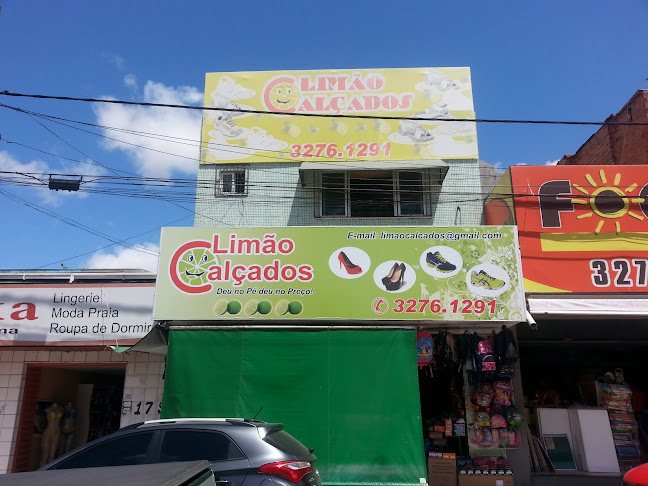 LIMÃO
CALÇADOS
3276.1291
E-mail: limaocalcados@gmail.com
Limão
Calçados
Deu no Pé deu no Preço!
3276.1291
Lingerie
Moda Praia
Roupa de Dormir